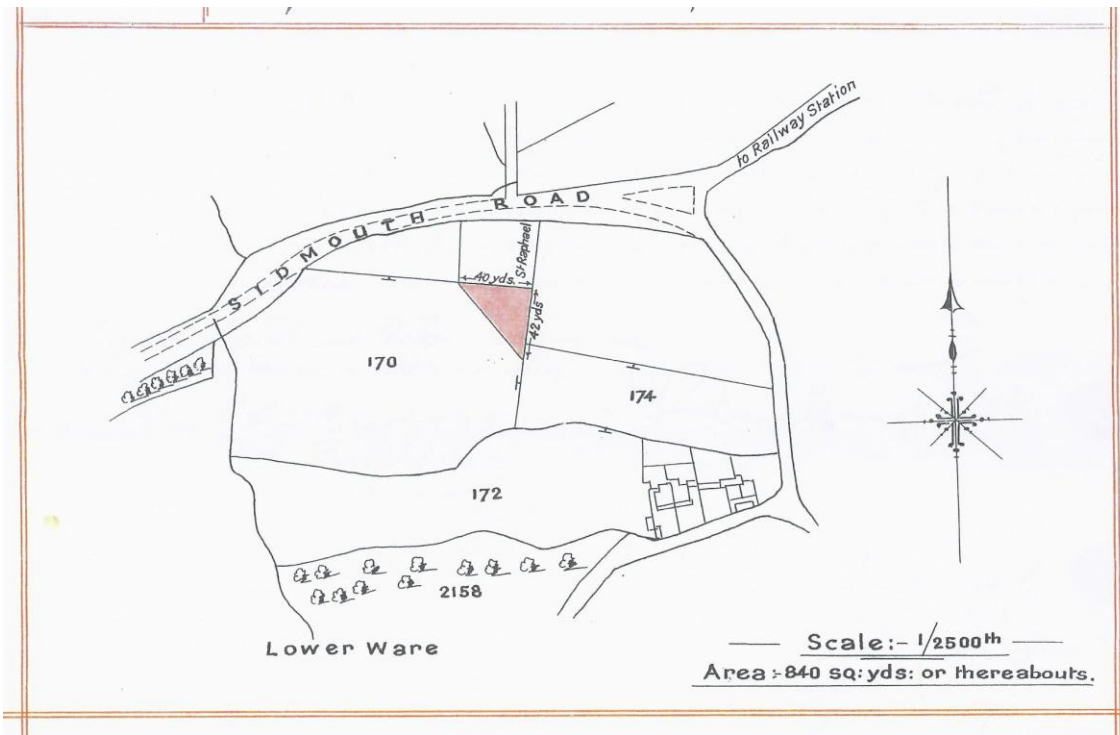 to Railway Station
SIDMOUTH ROAD
St Raphael
40 yds.
42 yds
170
174
172
2158
Lower Ware
Scale:- 1/2500th
Area :- 840 sq: yds: or thereabouts.